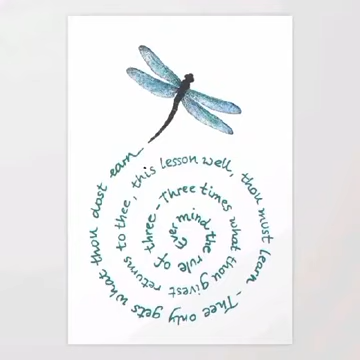 Ever mind the rule of three - Three times what thou givest returns to thee, this lesson well, thou must learn - Thee only gets what thou dost earn